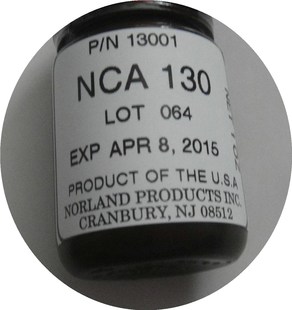 P/N 13001
NCA 130
LOT 064
EXP APR 8, 2015
PRODUCT OF THE U.S.A
NORLAND PRODUCTS INC.
CRANBURY, NJ 08512